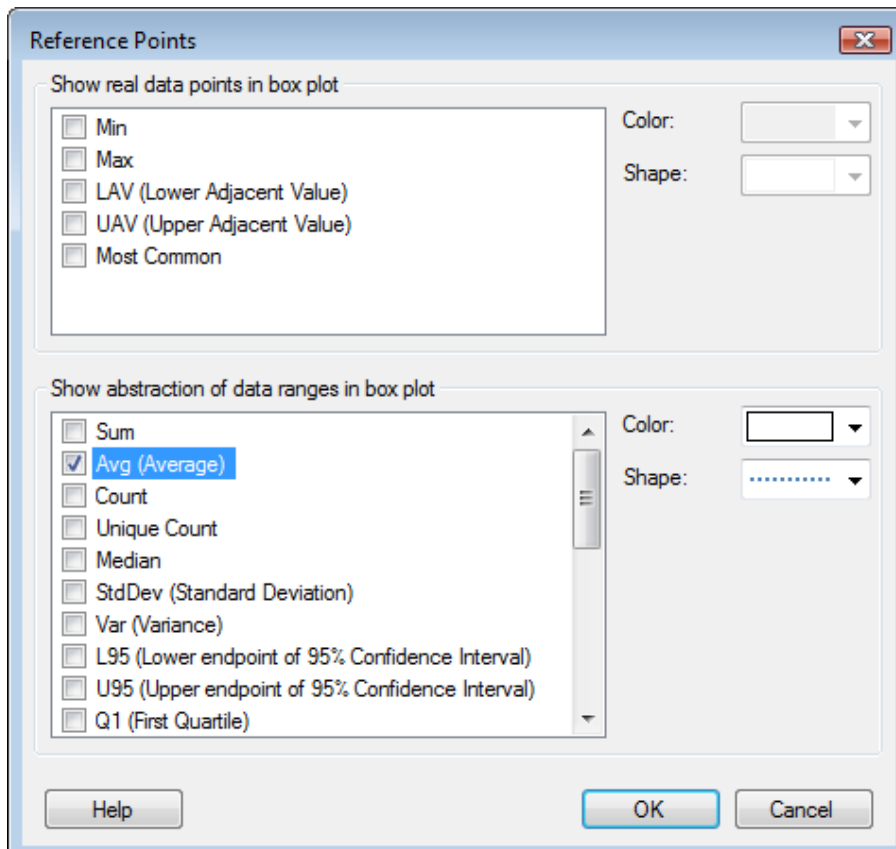 Reference Points
Show real data points in box plot
Min
Max
LAV (Lower Adjacent Value)
UAV (Upper Adjacent Value)
Most Common
Color:
Shape:
Show abstraction of data ranges in box plot
Sum
Avg (Average)
Count
Unique Count
Median
StdDev (Standard Deviation)
Var (Variance)
L95 (Lower endpoint of 95% Confidence Interval)
U95 (Upper endpoint of 95% Confidence Interval)
Q1 (First Quartile)
Color:
Shape:
Help
OK
Cancel